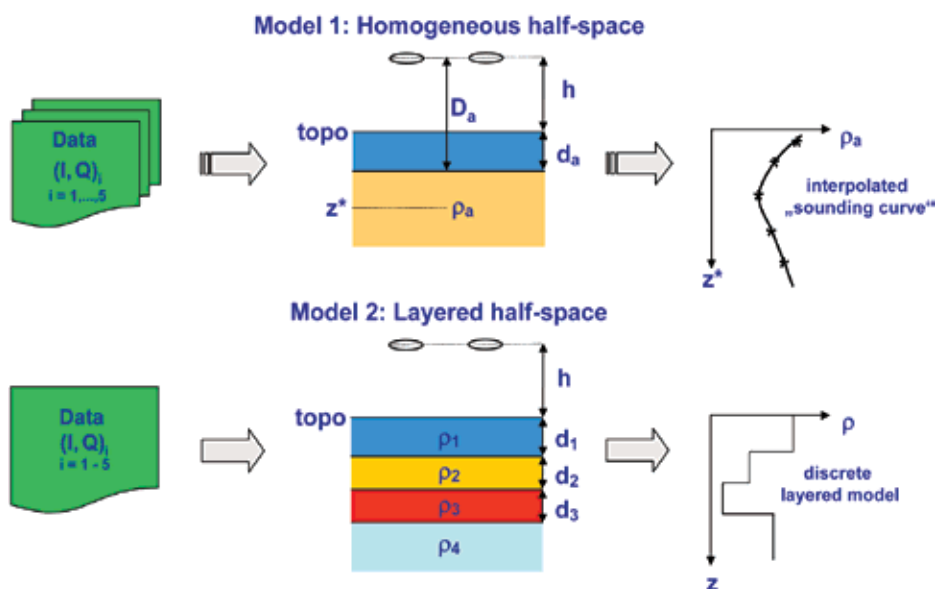 Model 1: Homogeneous half-space
h
Dₐ
Data
topo
(I, Q)ᵢ
dₐ
ρₐ
i = 1,...,5
interpolated
„sounding curve“
z*
ρₐ
z*
Model 2: Layered half-space
h
Data
topo
(I, Q)ᵢ
i = 1 - 5
ρ₁
d₁
ρ
ρ₂
d₂
discrete
layered model
ρ₃
d₃
ρ₄
z